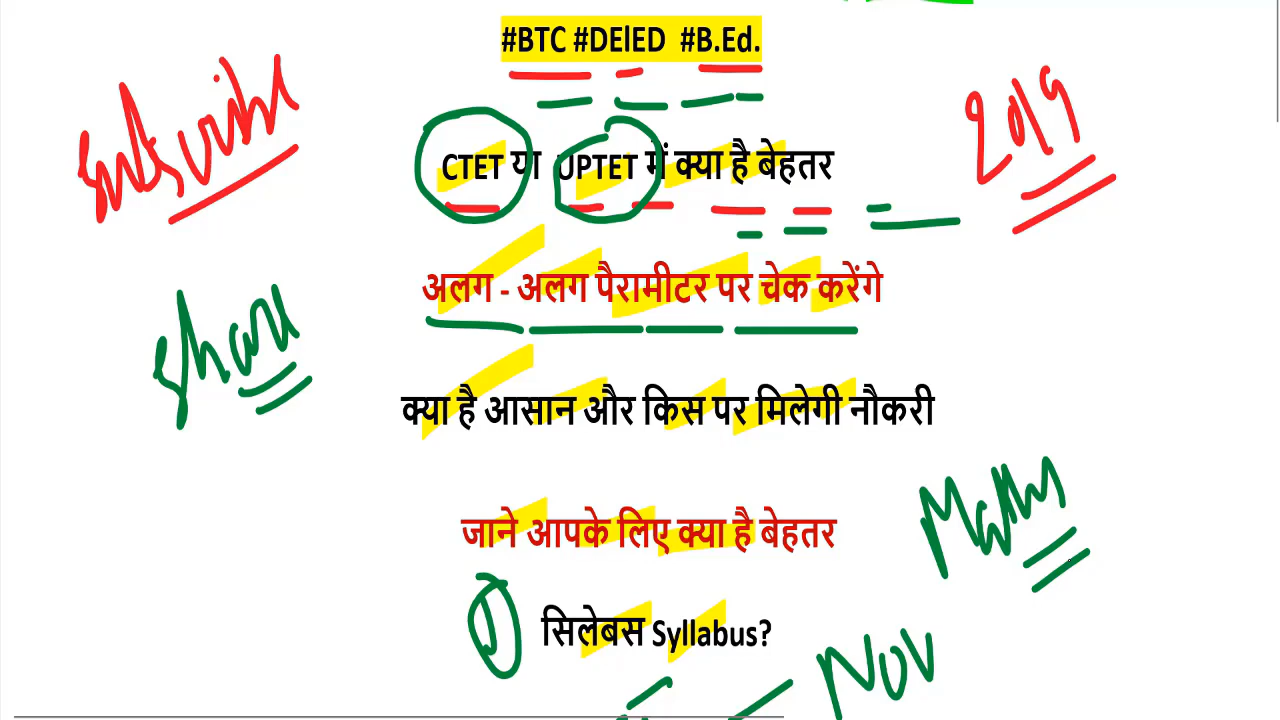 #BTC #DElED #B.Ed.
Subscribe
2019
CTET या UPTET में क्या है बेहतर
अलग - अलग पैरामीटर पर चेक करेंगे
Share
क्या है आसान और किस पर मिलेगी नौकरी
Maths
जाने आपके लिए क्या है बेहतर
1 सिलेबस Syllabus?
NOV